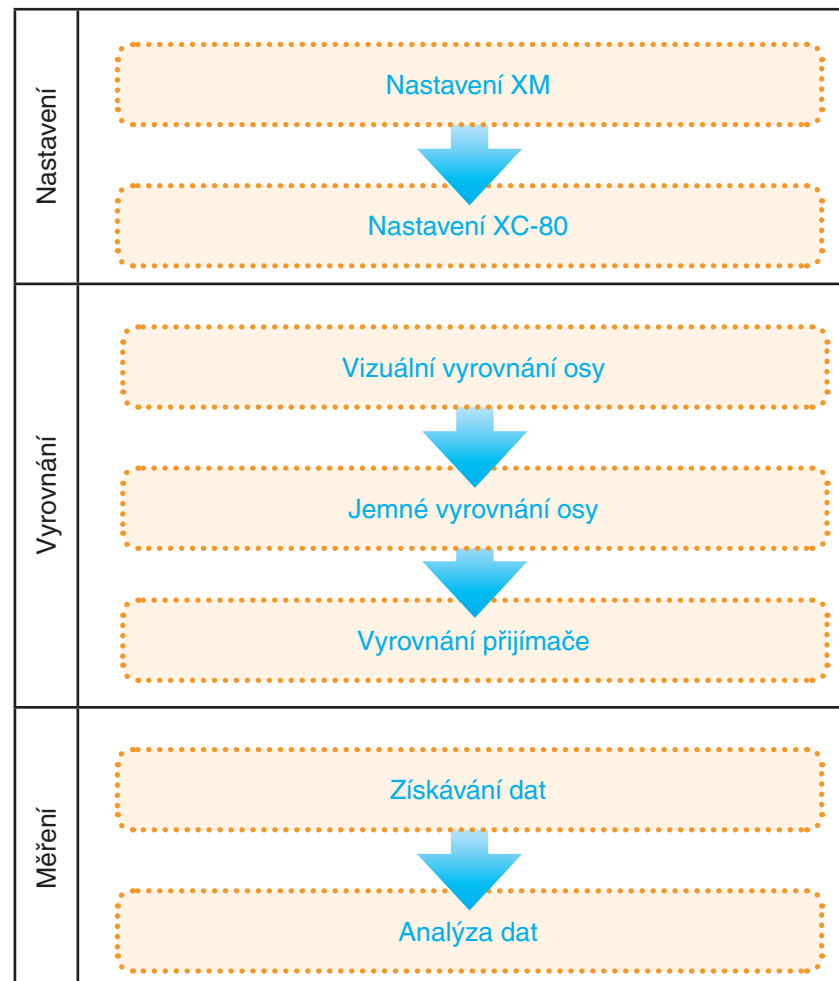 Nastavení
Nastavení XM
Nastavení XC-80
Vyrovnání
Vizuální vyrovnání osy
Jemné vyrovnání osy
Vyrovnání přijímače
Měření
Získávání dat
Analýza dat